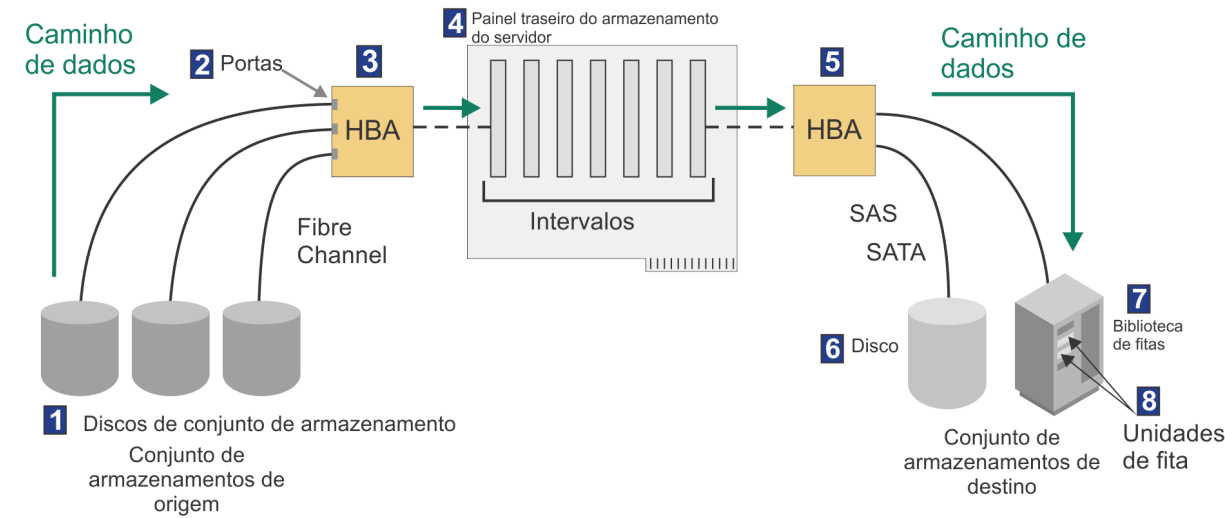 Caminho
de dados
2 Portas
3
HBA
4 Painel traseiro do armazenamento
do servidor
Intervalos
5
HBA
Caminho de
dados
Fibre
Channel
SAS
SATA
6 Disco
7
Biblioteca
de fitas
8
Unidades
de fita
1 Discos de conjunto de armazenamento
Conjunto de
armazenamentos de
origem
Conjunto de
armazenamentos de
destino